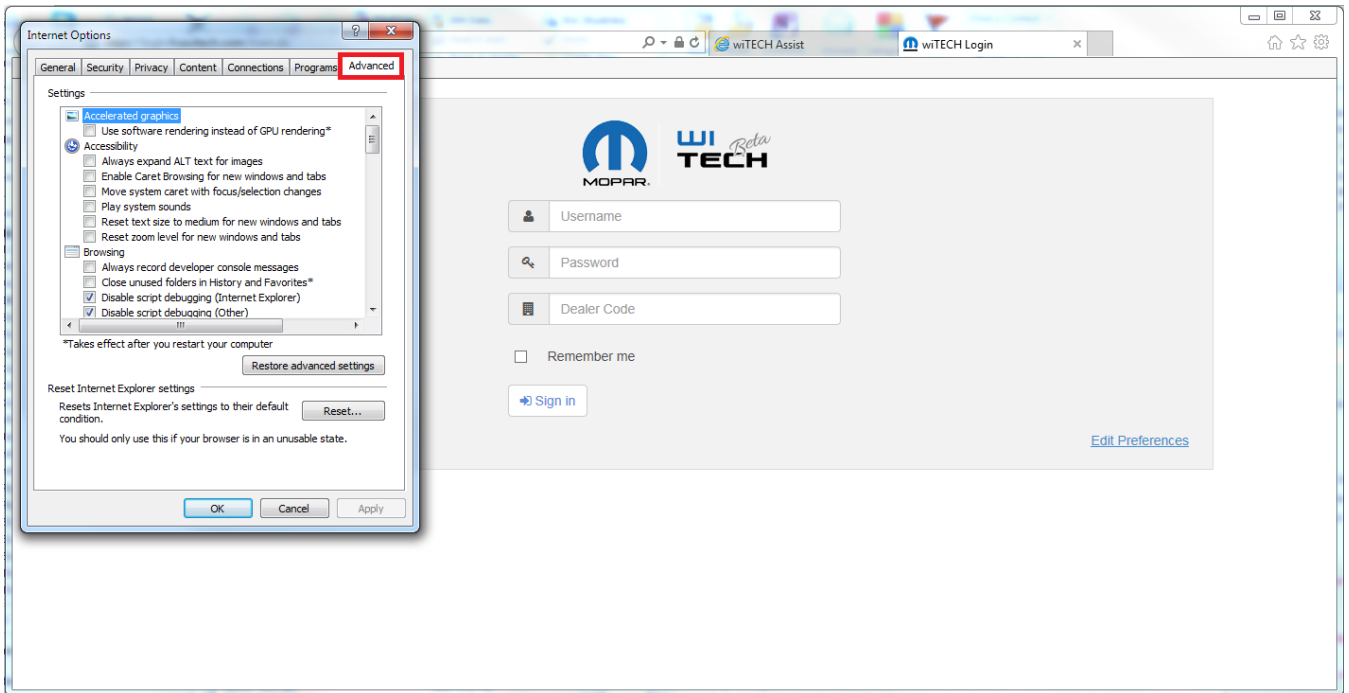 Internet Options
wiTECH Assist
wiTECH Login
General Security Privacy Content Connections Programs Advanced
Settings
Accelerated graphics
Use software rendering instead of GPU rendering*
Accessibility
Always expand ALT text for images
Enable Caret Browsing for new windows and tabs
Move system caret with focus/selection changes
Play system sounds
Reset text size to medium for new windows and tabs
Reset zoom level for new windows and tabs
Browsing
Always record developer console messages
Close unused folders in History and Favorites*
Disable script debugging (Internet Explorer)
Disable script debugging (Other)
*Takes effect after you restart your computer
Restore advanced settings
Reset Internet Explorer settings
Resets Internet Explorer's settings to their default
condition.
Reset...
You should only use this if your browser is in an unusable state.
OK Cancel Apply
MOPAR.
WI Beta
TECH
Username
Password
Dealer Code
Remember me
Sign in
Edit Preferences